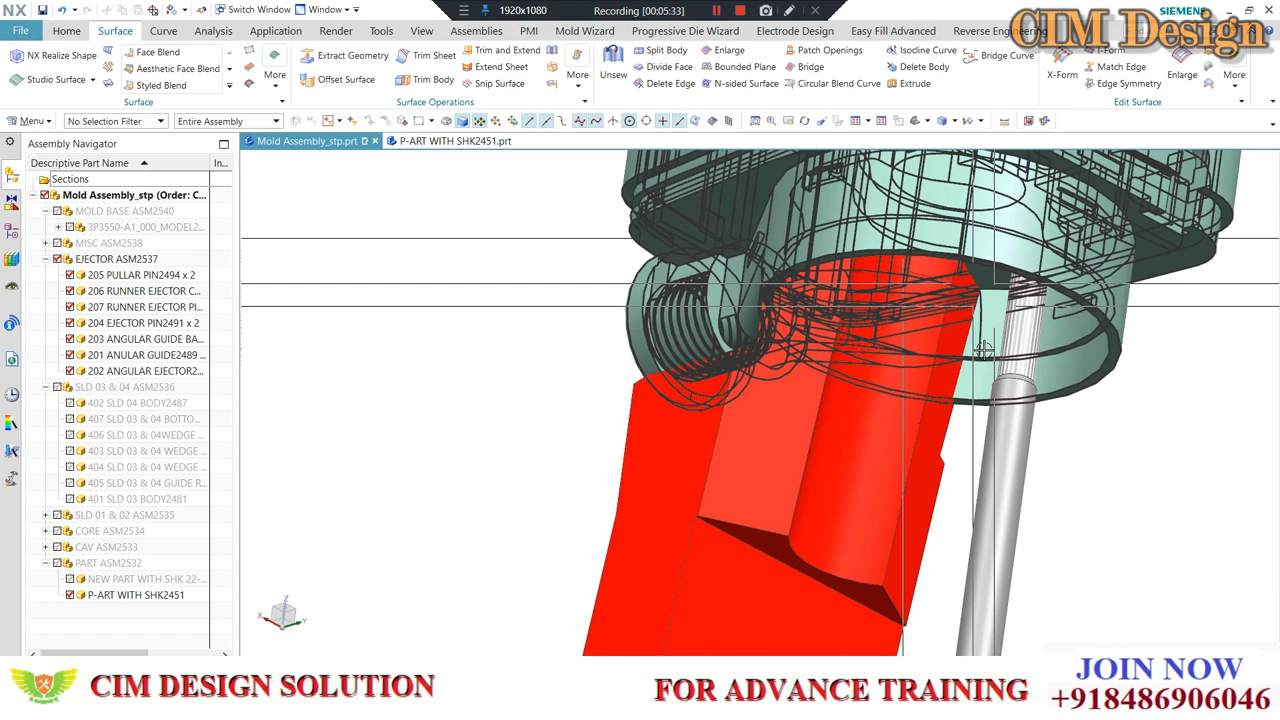 NX
Switch Window
Window
1920x1080
Recording [00:05:33]
SIEMENS
CIM Design
File
Home
Surface
Curve
Analysis
Application
Render
Tools
View
Assemblies
PMI
Mold Wizard
Progressive Die Wizard
Electrode Design
Easy Fill Advanced
Reverse Engineering
NX Realize Shape
Studio Surface
Face Blend
Aesthetic Face Blend
Styled Blend
More
Surface
Extract Geometry
Offset Surface
Trim Sheet
Trim Body
Trim and Extend
Extend Sheet
Snap Surface
More
Surface Operations
Unsew
Split Body
Divide Face
Delete Edge
Enlarge
Bounded Plane
N-sided Surface
Patch Openings
Bridge
Circular Blend Curve
Isocline Curve
Delete Body
Extrude
Bridge Curve
X-Form
I-Form
Match Edge
Edge Symmetry
Enlarge
More
Edit Surface
Menu
No Selection Filter
Entire Assembly
Assembly Navigator
Mold Assembly_stp.prt
P-ART WITH SHK2451.prt
Descriptive Part Name
In...
Sections
Mold Assembly_stp (Order: C...
MOLD BASE ASM2540
3P3550-A1_000_MODEL2...
MISC ASM2538
EJECTOR ASM2537
205 PULLAR PIN2494 x 2
206 RUNNER EJECTOR C...
207 RUNNER EJECTOR PI...
204 EJECTOR PIN2491 x 2
203 ANGULAR GUIDE BA...
201 ANULAR GUIDE2489 ...
202 ANGULAR EJECTOR2...
SLD 03 & 04 ASM2536
402 SLD 04 BODY2487
407 SLD 03 & 04 BOTTO...
406 SLD 03 & 04WEDGE ...
403 SLD 03 & 04 WEDGE ...
404 SLD 03 & 04 WEDGE ...
405 SLD 03 & 04 GUIDE R...
401 SLD 03 BODY2481
SLD 01 & 02 ASM2535
CORE ASM2534
CAV ASM2533
PART ASM2532
NEW PART WITH SHK 22-...
P-ART WITH SHK2451
Z
X
Y
CIM DESIGN SOLUTION
FOR ADVANCE TRAINING
JOIN NOW
+918486906046